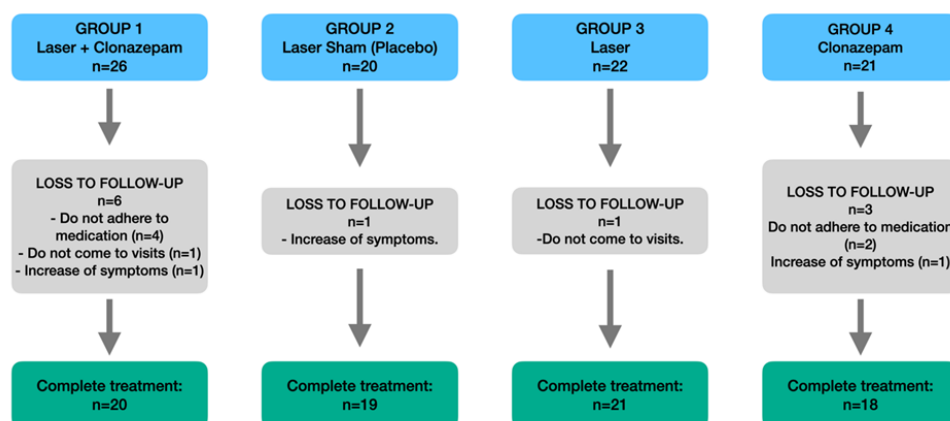 GROUP 1
Laser + Clonazepam
n=26
GROUP 2
Laser Sham (Placebo)
n=20
GROUP 3
Laser
n=22
GROUP 4
Clonazepam
n=21
LOSS TO FOLLOW-UP
n=6
- Do not adhere to
medication (n=4)
- Do not come to visits (n=1)
- Increase of symptoms (n=1)
LOSS TO FOLLOW-UP
n=1
- Increase of symptoms.
LOSS TO FOLLOW-UP
n=1
-Do not come to visits.
LOSS TO FOLLOW-UP
n=3
Do not adhere to medication
(n=2)
Increase of symptoms (n=1)
Complete treatment:
n=20
Complete treatment:
n=19
Complete treatment:
n=21
Complete treatment:
n=18